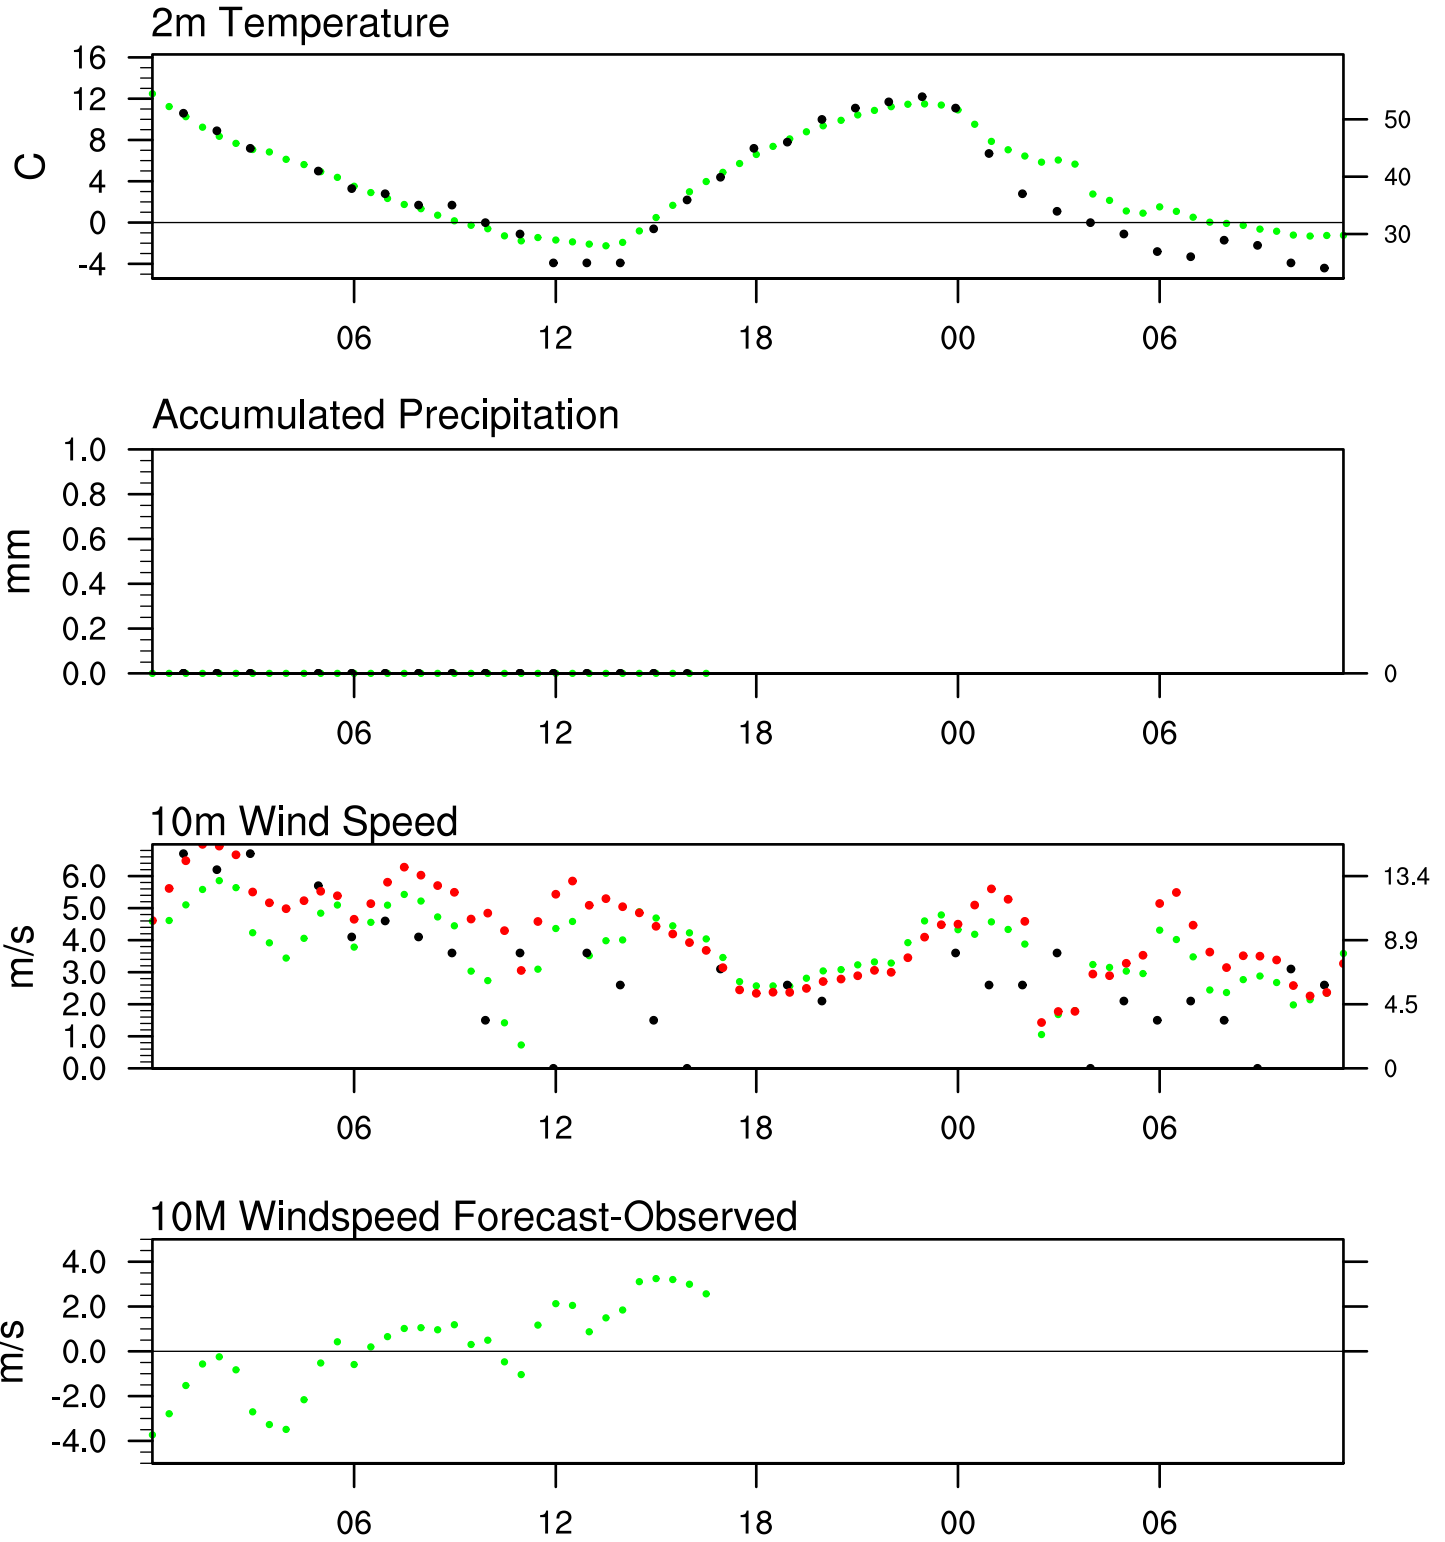 2m Temperature
16
12
8
4
0
-4
C
50
40
30
06 12 18 00 06
Accumulated Precipitation
1.0
0.8
0.6
0.4
0.2
0.0
mm
0
06 12 18 00 06
10m Wind Speed
6.0
5.0
4.0
3.0
2.0
1.0
0.0
m/s
13.4
8.9
4.5
0
06 12 18 00 06
10M Windspeed Forecast-Observed
4.0
2.0
0.0
-2.0
-4.0
m/s
06 12 18 00 06